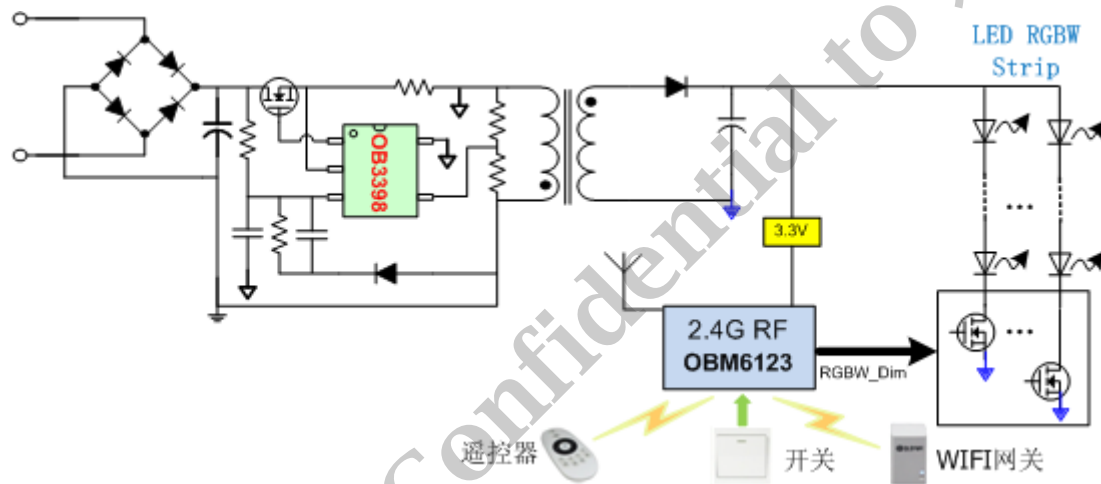 LED RGBW
Strip
OB3398
3.3V
2.4G RF
OBM6123
RGBW_Dim
遥控器
开关
WIFI网关
Confidential to